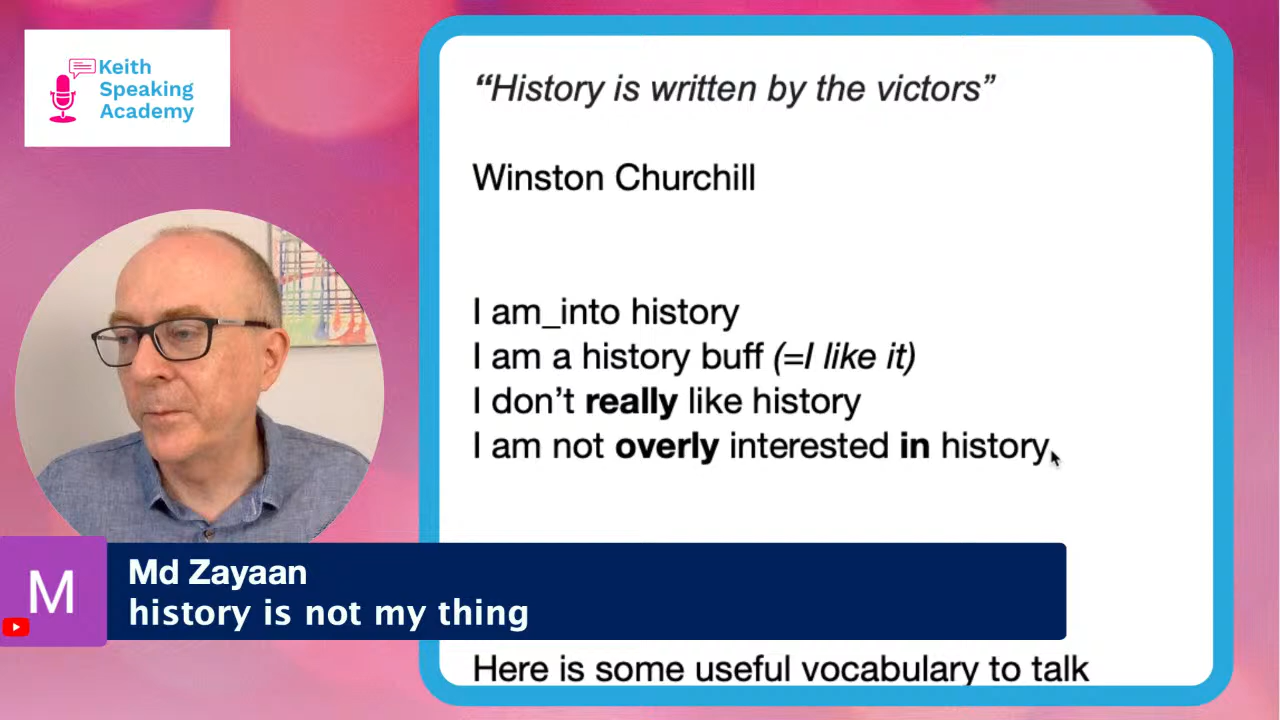 Keith
Speaking
Academy
“History is written by the victors”
Winston Churchill
I am_into history
I am a history buff (=I like it)
I don’t really like history
I am not overly interested in history
M
Md Zayaan
history is not my thing
Here is some useful vocabulary to talk